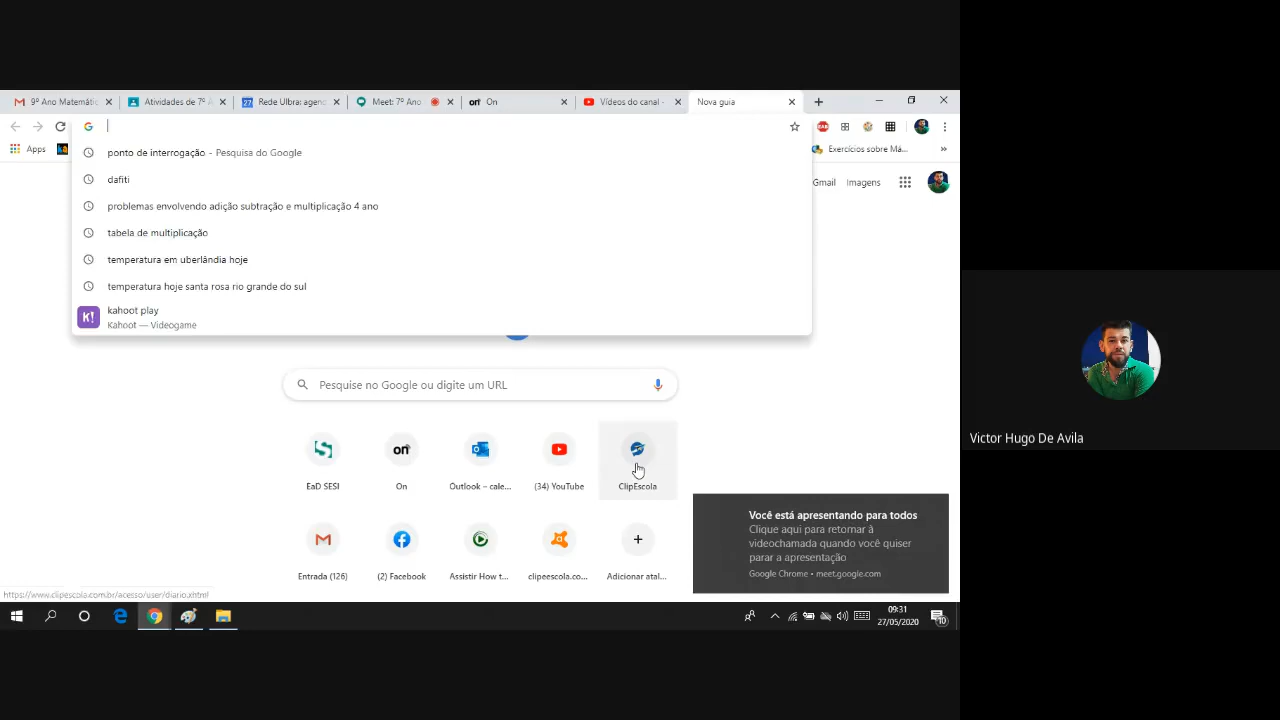 9º Ano Matemátic
Atividades de 7º A
Rede Ulbra: agen
Meet: 7º Ano
on
On
Vídeos do canal -
Nova guia
Apps
Exercícios sobre Má...
»
ponto de interrogação - Pesquisa do Google
dafiti
problemas envolvendo adição subtração e multiplicação 4 ano
tabela de multiplicação
temperatura em uberlândia hoje
temperatura hoje santa rosa rio grande do sul
K!
kahoot play
Kahoot — Videogame
Gmail
Imagens
Pesquise no Google ou digite um URL
on
EaD SESI
On
Outlook – cale...
(34) YouTube
ClipEscola
Entrada (126)
(2) Facebook
Assistir How t...
clipeescola.co...
Adicionar atal...
Você está apresentando para todos
Clique aqui para retornar à
videochamada quando você quiser
parar a apresentação
Google Chrome • meet.google.com
https://www.clipescola.com.br/acesso/user/diario.xhtml
09:31
27/05/2020
10
Victor Hugo De Avila